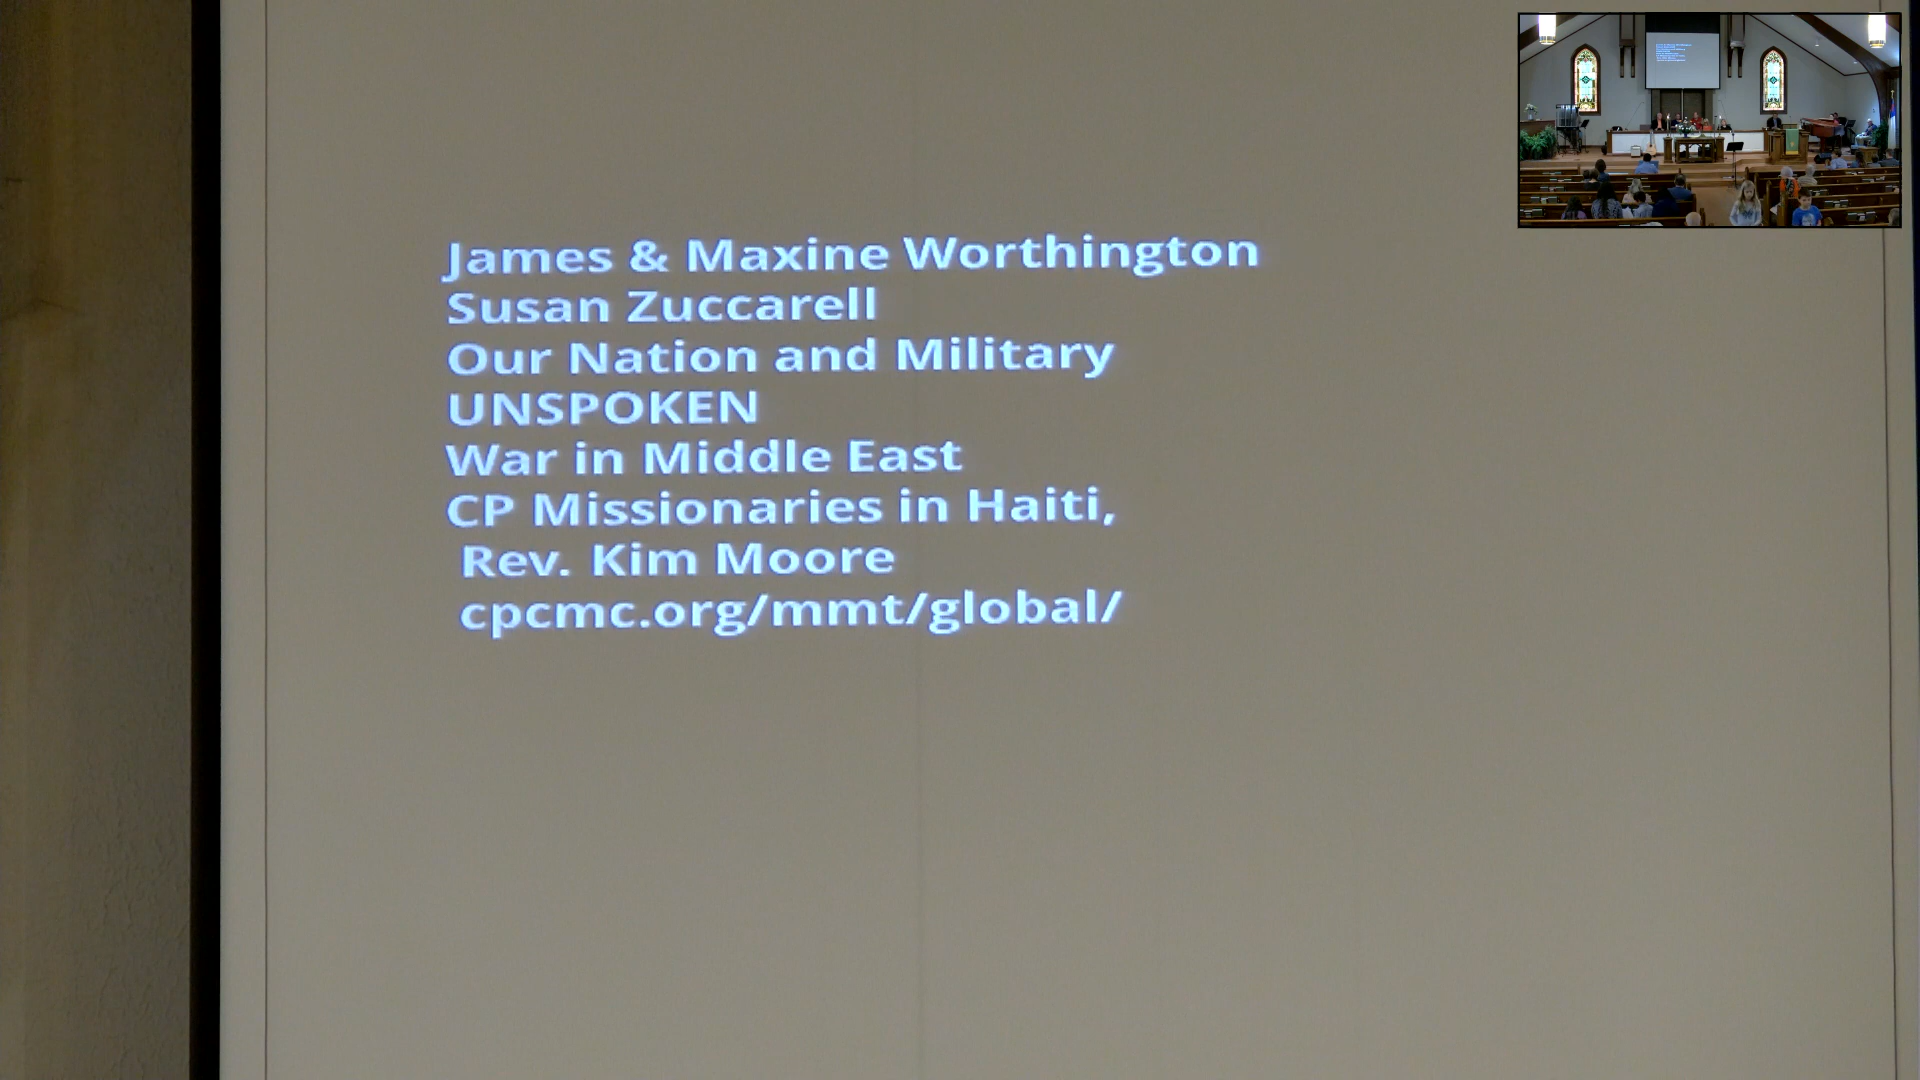 James & Maxine Worthington
Susan Zuccarell
Our Nation and Military
UNSPOKEN
War in Middle East
CP Missionaries in Haiti,
Rev. Kim Moore
cpcmc.org/mmt/global/